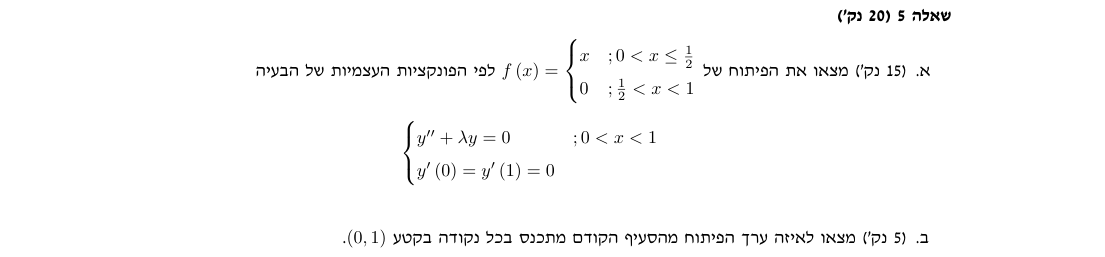 שאלה 5 (20 נק')
א. (15 נק') מצאו את הפיתוח של f (x) = { x ; 0 < x ≤ 1/2 לפי הפונקציות העצמיות של הבעיה
0 ; 1/2 < x < 1
{ y′′ + λy = 0 ; 0 < x < 1
y′ (0) = y′ (1) = 0
ב. (5 נק') מצאו לאיזה ערך הפיתוח מהסעיף הקודם מתכנס בכל נקודה בקטע (0, 1).